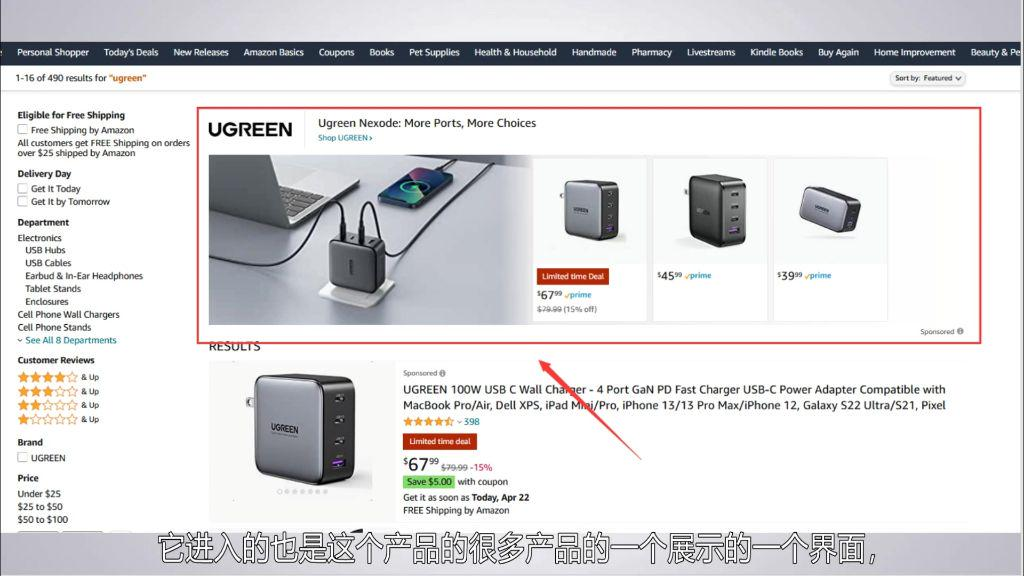 Personal Shopper Today's Deals New Releases Amazon Basics Coupons Books Pet Supplies Health & Household Handmade Pharmacy Livestreams Kindle Books Buy Again Home Improvement Beauty & Pe
1-16 of 490 results for "ugreen"
Sort by: Featured
Eligible for Free Shipping
Free Shipping by Amazon
All customers get FREE Shipping on orders
over $25 shipped by Amazon
Delivery Day
Get It Today
Get It by Tomorrow
Department
Electronics
USB Hubs
USB Cables
Earbud & In-Ear Headphones
Tablet Stands
Enclosures
Cell Phone Wall Chargers
Cell Phone Stands
See All 8 Departments
Customer Reviews
& Up
& Up
& Up
& Up
Brand
UGREEN
Price
Under $25
$25 to $50
$50 to $100
UGREEN
Ugreen Nexode: More Ports, More Choices
Shop UGREEN ›
UGREEN
Limited time Deal
$67.99 prime
$79.99 (15% off)
$45.99 prime
UGREEN
$39.99 prime
Sponsored
RESULTS
UGREEN
Sponsored
UGREEN 100W USB C Wall Charger - 4 Port GaN PD Fast Charger USB-C Power Adapter Compatible with
MacBook Pro/Air, Dell XPS, iPad Mini/Pro, iPhone 13/13 Pro Max/iPhone 12, Galaxy S22 Ultra/S21, Pixel
398
Limited time deal
$67.99 $79.99 -15%
Save $5.00 with coupon
Get it as soon as Today, Apr 22
FREE Shipping by Amazon
它进入的也是这个产品的很多产品的一个展示的一个界面，